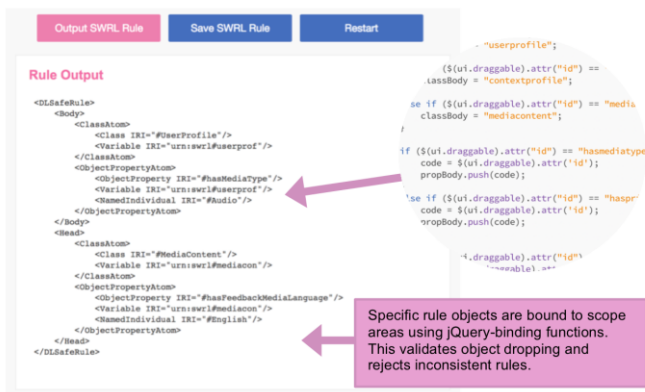 Output SWRL Rule
Save SWRL Rule
Restart
Rule Output
<DLSafeRule>
<Body>
<ClassAtom>
<Class IRI="#UserProfile"/>
<Variable IRI="urn:swrl#userprof"/>
</ClassAtom>
<ObjectPropertyAtom>
<ObjectProperty IRI="#hasMediaType"/>
<Variable IRI="urn:swrl#userprof"/>
<NamedIndividual IRI="#Audio"/>
</ObjectPropertyAtom>
</Body>
<Head>
<ClassAtom>
<Class IRI="#MediaContent"/>
<Variable IRI="urn:swrl#mediacon"/>
</ClassAtom>
<ObjectPropertyAtom>
<ObjectProperty IRI="#hasFeedbackMediaLanguage"/>
<Variable IRI="urn:swrl#mediacon"/>
<NamedIndividual IRI="#English"/>
</ObjectPropertyAtom>
</Head>
</DLSafeRule>
"userprofile";
($(ui.draggable).attr("id") ==
lassBody = "contextprofile";
se if ($(ui.draggable).attr("id") == "media
classBody = "mediacontent";
if ($(ui.draggable).attr("id") == "hasmediatype
code = $(ui.draggable).attr('id');
propBody.push(code);
lse if ($(ui.draggable).attr("id") == "haspr
code = $(ui.draggable).attr('id');
propBody.push(code);
i.draggable).attr("id")
Specific rule objects are bound to scope
areas using jQuery-binding functions.
This validates object dropping and
rejects inconsistent rules.